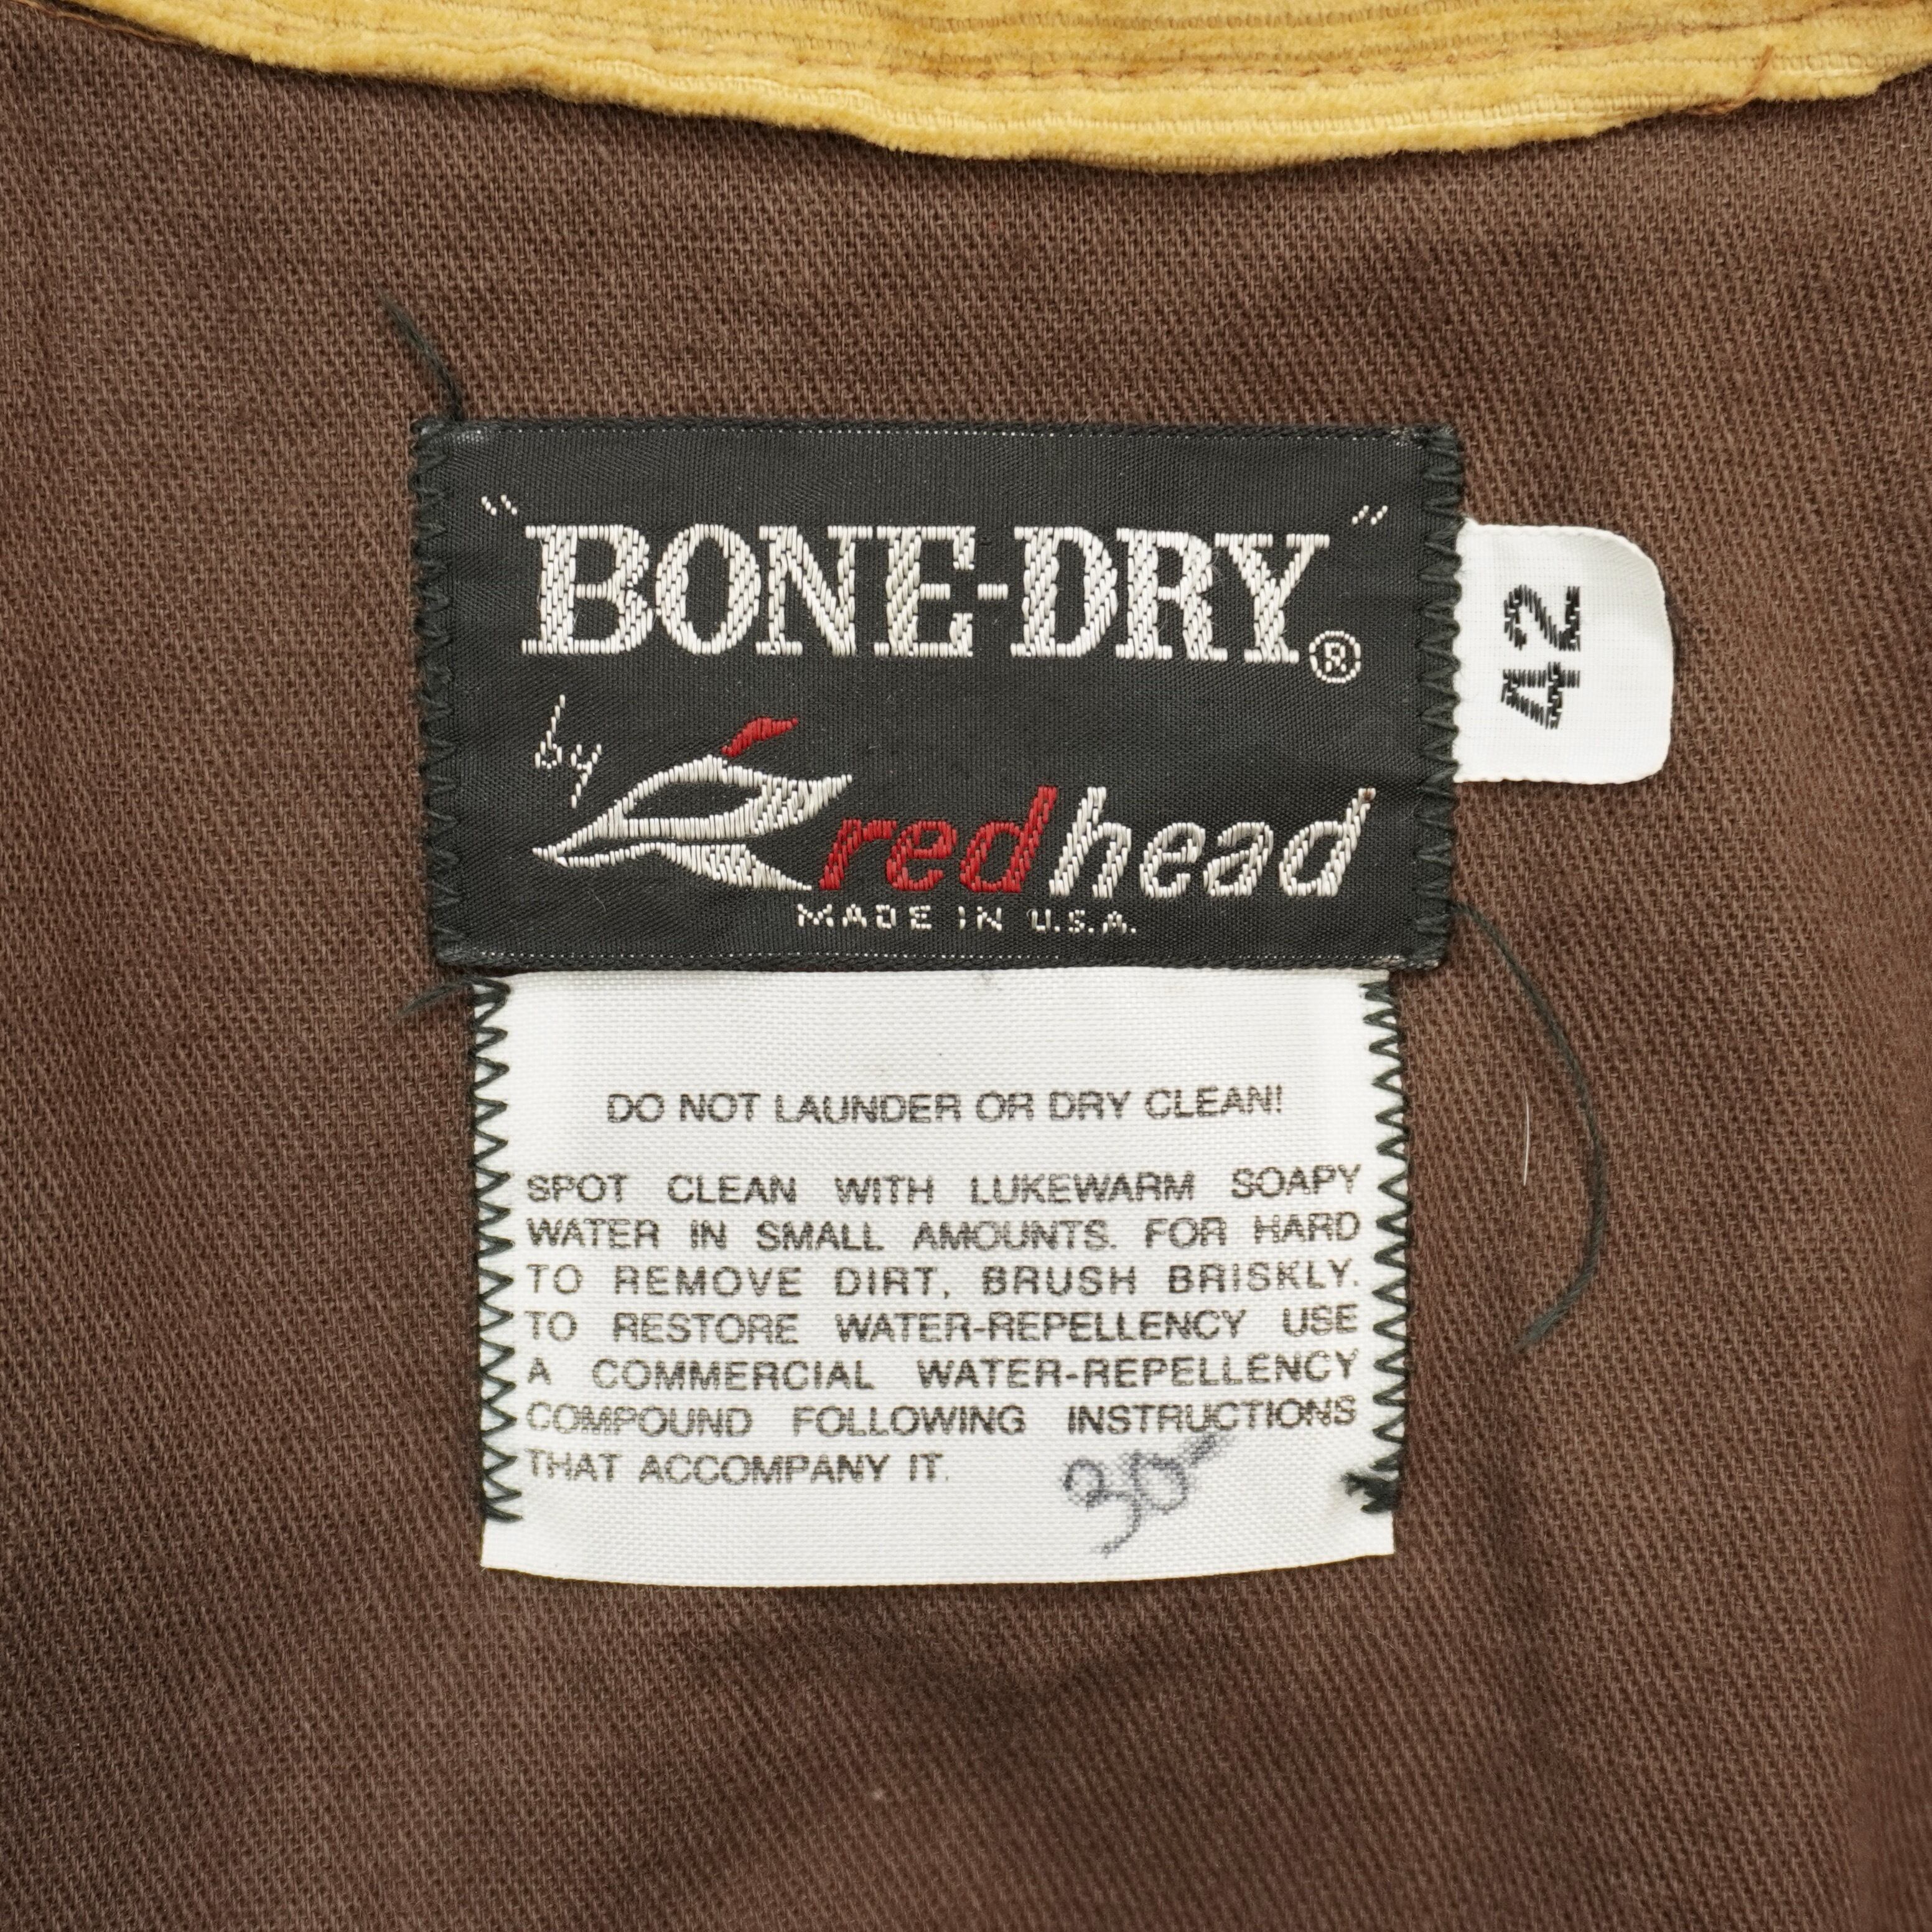 "BONE-DRY"®
by redhead
MADE IN U.S.A.
42
DO NOT LAUNDER OR DRY CLEAN!
SPOT CLEAN WITH LUKEWARM SOAPY
WATER IN SMALL AMOUNTS. FOR HARD
TO REMOVE DIRT, BRUSH BRISKLY.
TO RESTORE WATER-REPELLENCY USE
A COMMERCIAL WATER-REPELLENCY
COMPOUND FOLLOWING INSTRUCTIONS
THAT ACCOMPANY IT.